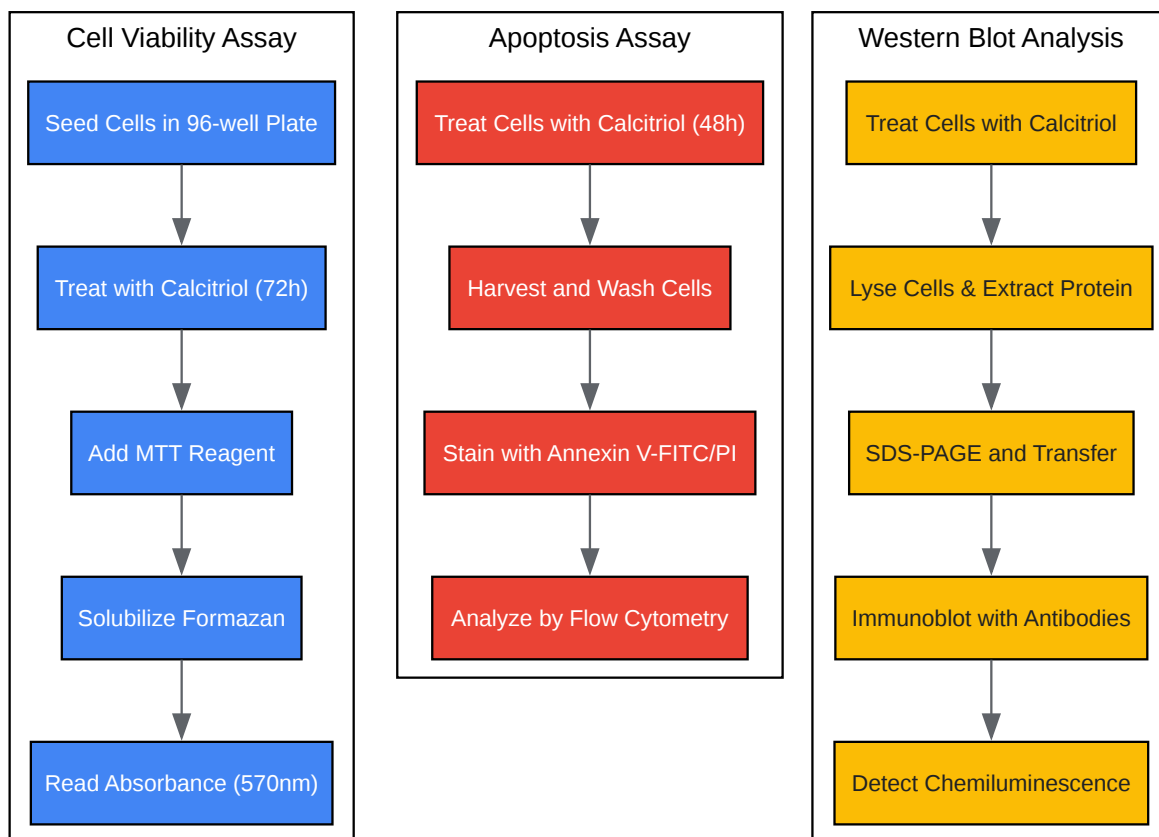 Cell Viability Assay
Seed Cells in 96-well Plate
Treat with Calcitriol (72h)
Add MTT Reagent
Solubilize Formazan
Read Absorbance (570nm)
Apoptosis Assay
Treat Cells with Calcitriol (48h)
Harvest and Wash Cells
Stain with Annexin V-FITC/PI
Analyze by Flow Cytometry
Western Blot Analysis
Treat Cells with Calcitriol
Lyse Cells & Extract Protein
SDS-PAGE and Transfer
Immunoblot with Antibodies
Detect Chemiluminescence